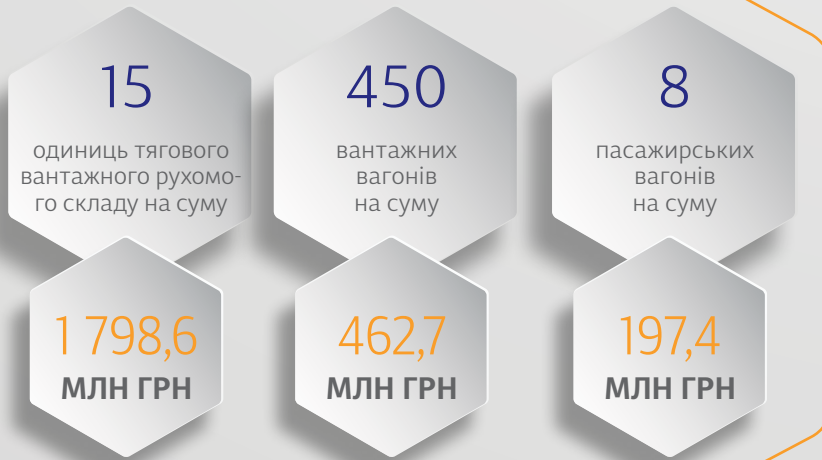 15
одиниць тягового
вантажного рухомо-
го складу на суму
1 798,6
МЛН ГРН
450
вантажних
вагонів
на суму
462,7
МЛН ГРН
8
пасажирських
вагонів
на суму
197,4
МЛН ГРН